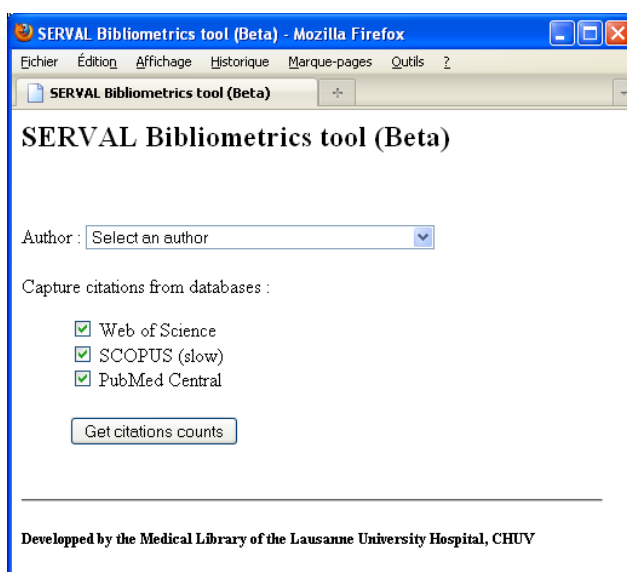 SERVAL Bibliometrics tool (Beta) - Mozilla Firefox
Fichier Édition Affichage Historique Marque-pages Outils ?
SERVAL Bibliometrics tool (Beta)
SERVAL Bibliometrics tool (Beta)
Author : Select an author
Capture citations from databases :
Web of Science
SCOPUS (slow)
PubMed Central
Get citations counts
Developped by the Medical Library of the Lausanne University Hospital, CHUV